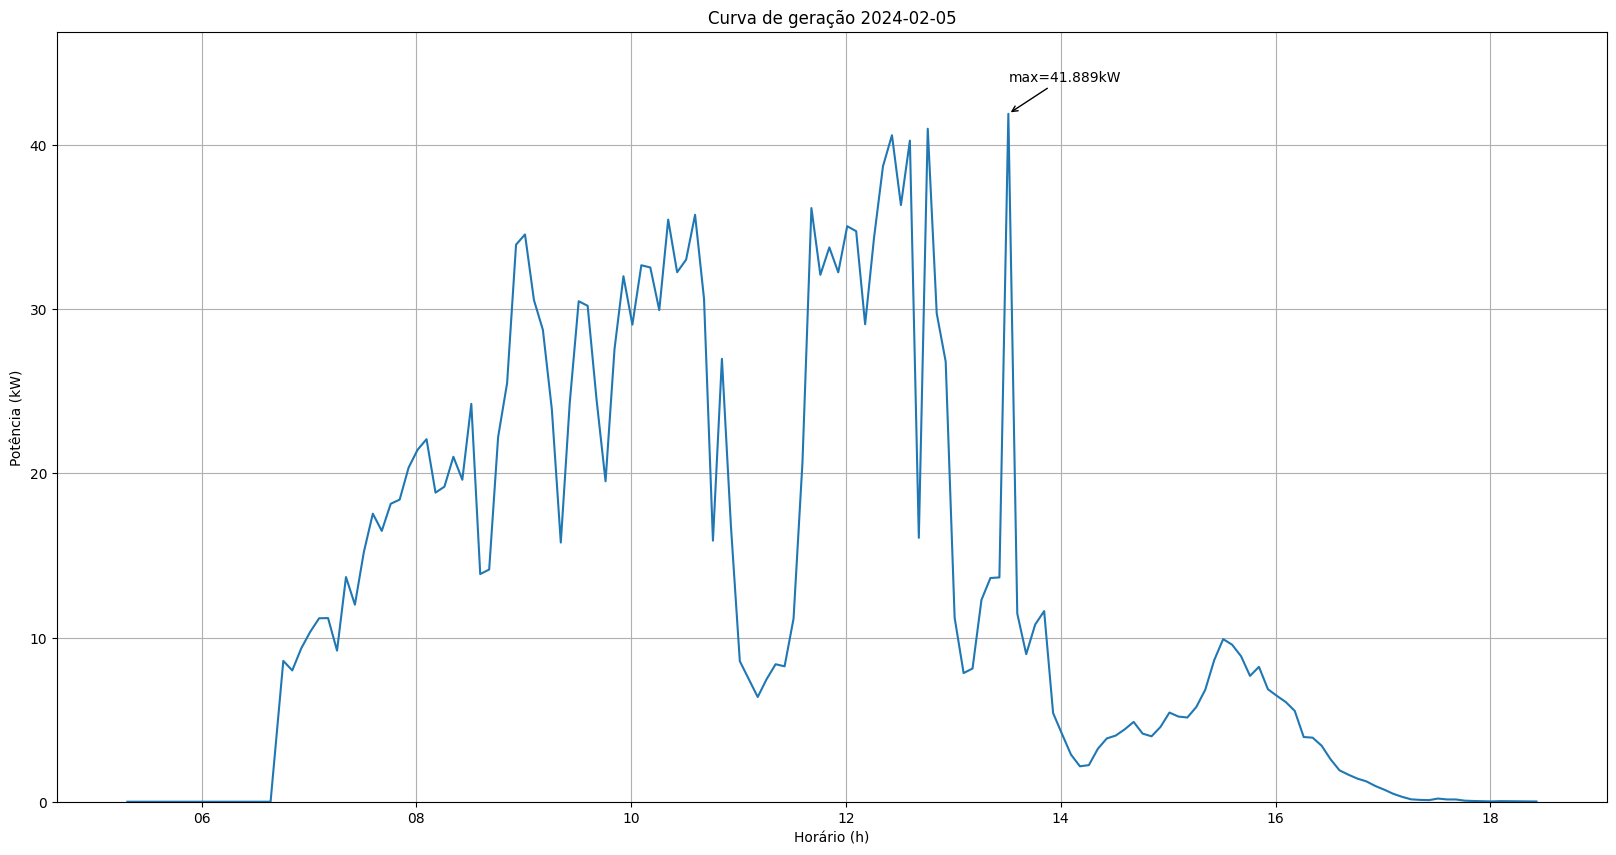 Curva de geração 2024-02-05
max=41.889kW
Potência (kW)
40
30
20
10
0
06 08 10 12 14 16 18
Horário (h)